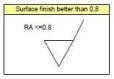 Surface finish better than 0,8
RA <=0.8